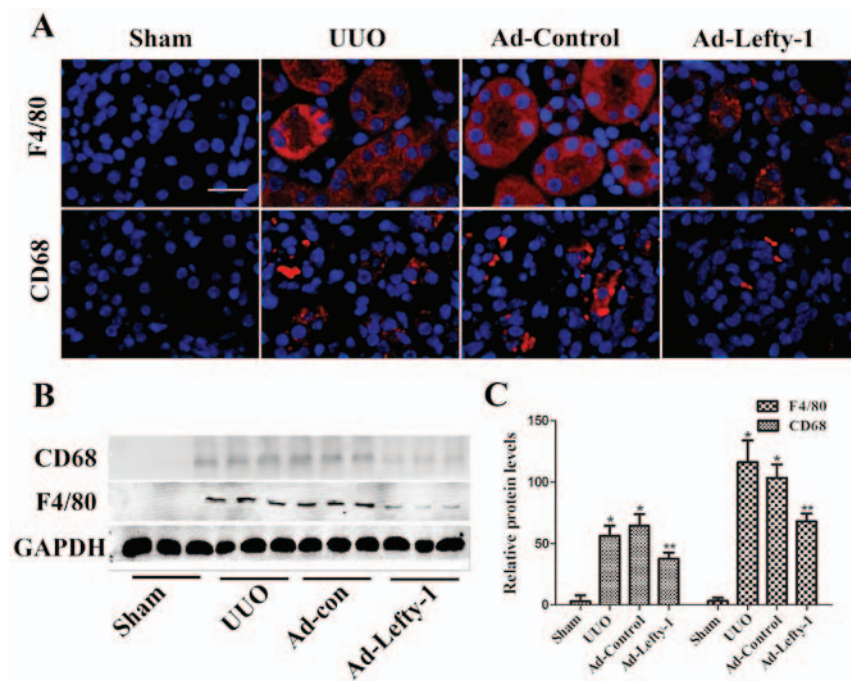 A
Sham UUO Ad-Control Ad-Lefty-1
F4/80
CD68
B
CD68
F4/80
GAPDH
Sham UUO Ad-con Ad-Lefty-1
C
F4/80
CD68
Relative protein levels
150
100
50
0
* * ** * * **
Sham UUO Ad-Control Ad-Lefty-1 Sham UUO Ad-Control Ad-Lefty-1